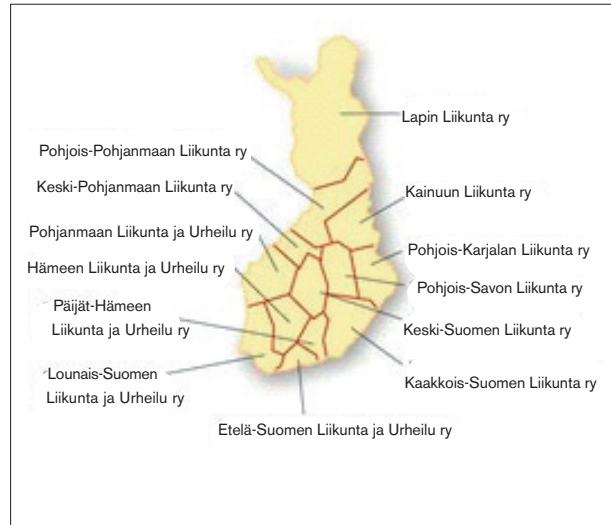 Lapin Liikunta ry
Pohjois-Pohjanmaan Liikunta ry
Keski-Pohjanmaan Liikunta ry
Kainuun Liikunta ry
Pohjanmaan Liikunta ja Urheilu ry
Pohjois-Karjalan Liikunta ry
Hämeen Liikunta ja Urheilu ry
Pohjois-Savon Liikunta ry
Päijät-Hämeen
Liikunta ja Urheilu ry
Keski-Suomen Liikunta ry
Lounais-Suomen
Liikunta ja Urheilu ry
Kaakkois-Suomen Liikunta ry
Etelä-Suomen Liikunta ja Urheilu ry